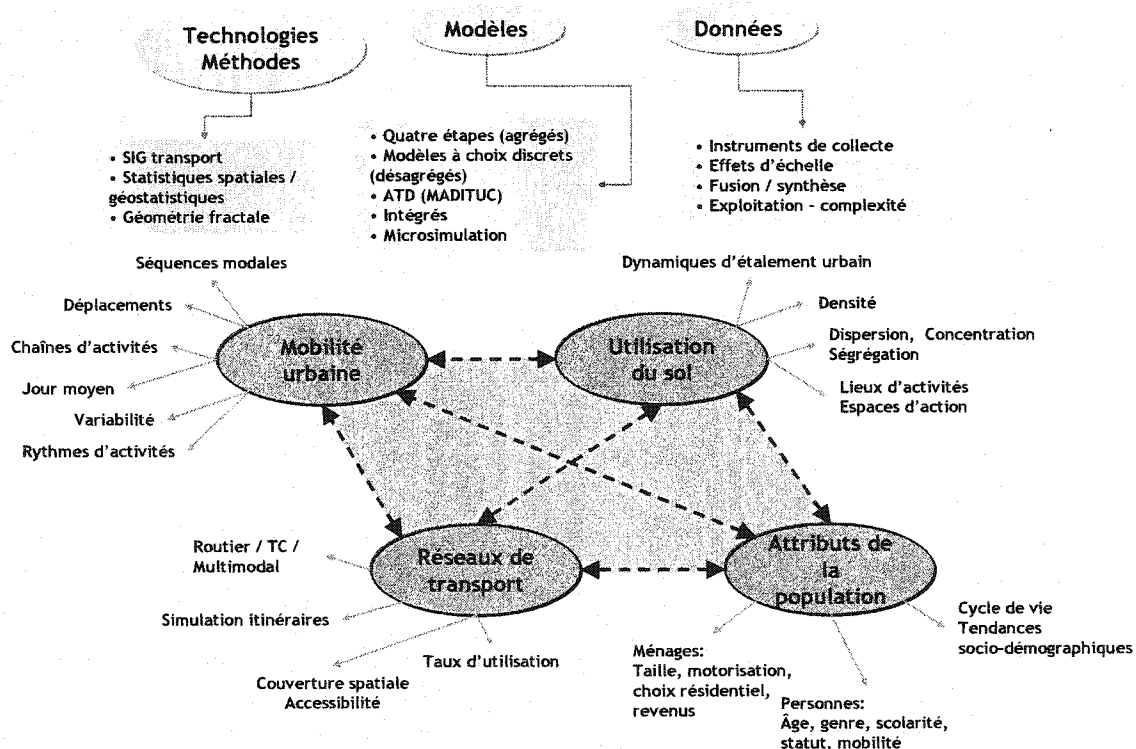 Technologies
Méthodes
Modèles
Données
• SIG transport
• Statistiques spatiales /
géostatistiques
• Géométrie fractale
• Quatre étapes (agrégés)
• Modèles à choix discrets
(désagrégés)
• ATD (MADITUC)
• Intégrés
• Microsimulation
• Instruments de collecte
• Effets d'échelle
• Fusion / synthèse
• Exploitation - complexité
Séquences modales
Déplacements
Chaînes d'activités
Jour moyen
Variabilité
Rythmes d'activités
Mobilité
urbaine
Utilisation
du sol
Dynamiques d'étalement urbain
Densité
Dispersion, Concentration
Ségrégation
Lieux d'activités
Espaces d'action
Routier / TC /
Multimodal
Simulation itinéraires
Couverture spatiale
Accessibilité
Taux d'utilisation
Réseaux de
transport
Attributs de
la
population
Ménages:
Taille, motorisation,
choix résidentiel,
revenus
Personnes:
Âge, genre, scolarité,
statut, mobilité
Cycle de vie
Tendances
socio-démographiques